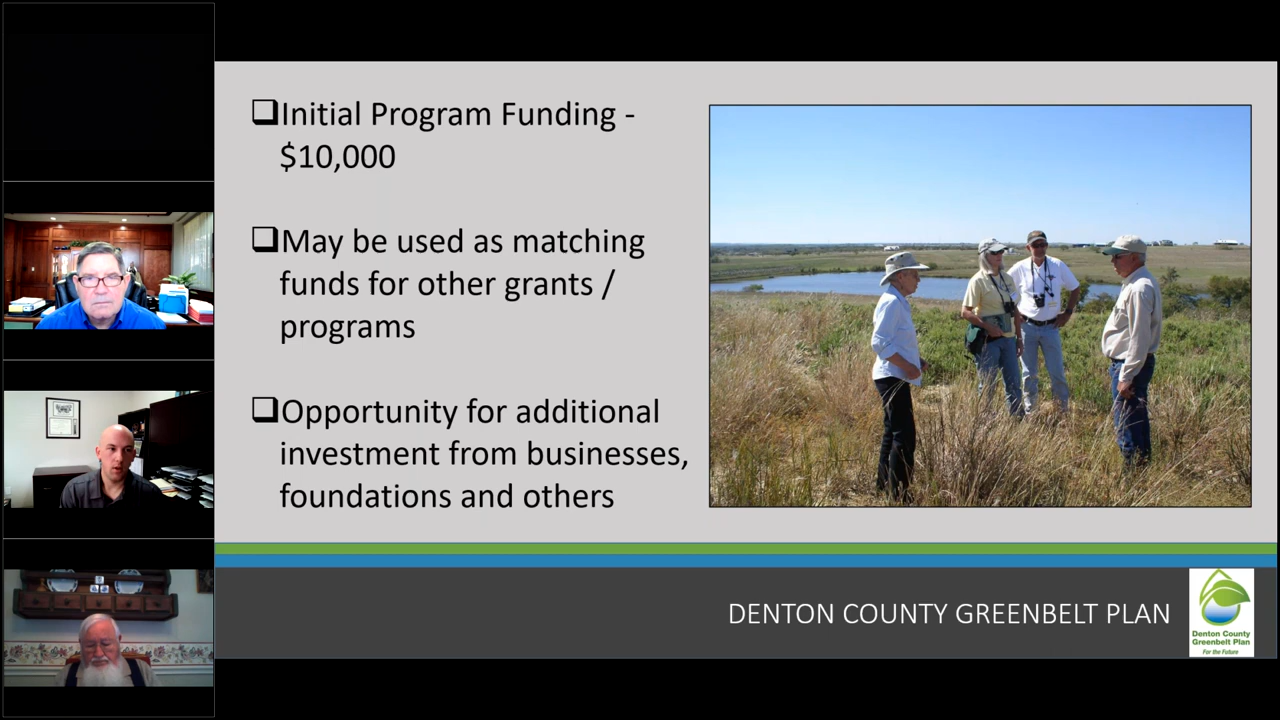 ❑Initial Program Funding -
$10,000
❑May be used as matching
funds for other grants /
programs
❑Opportunity for additional
investment from businesses,
foundations and others
DENTON COUNTY GREENBELT PLAN
Denton County
Greenbelt Plan
For the Future